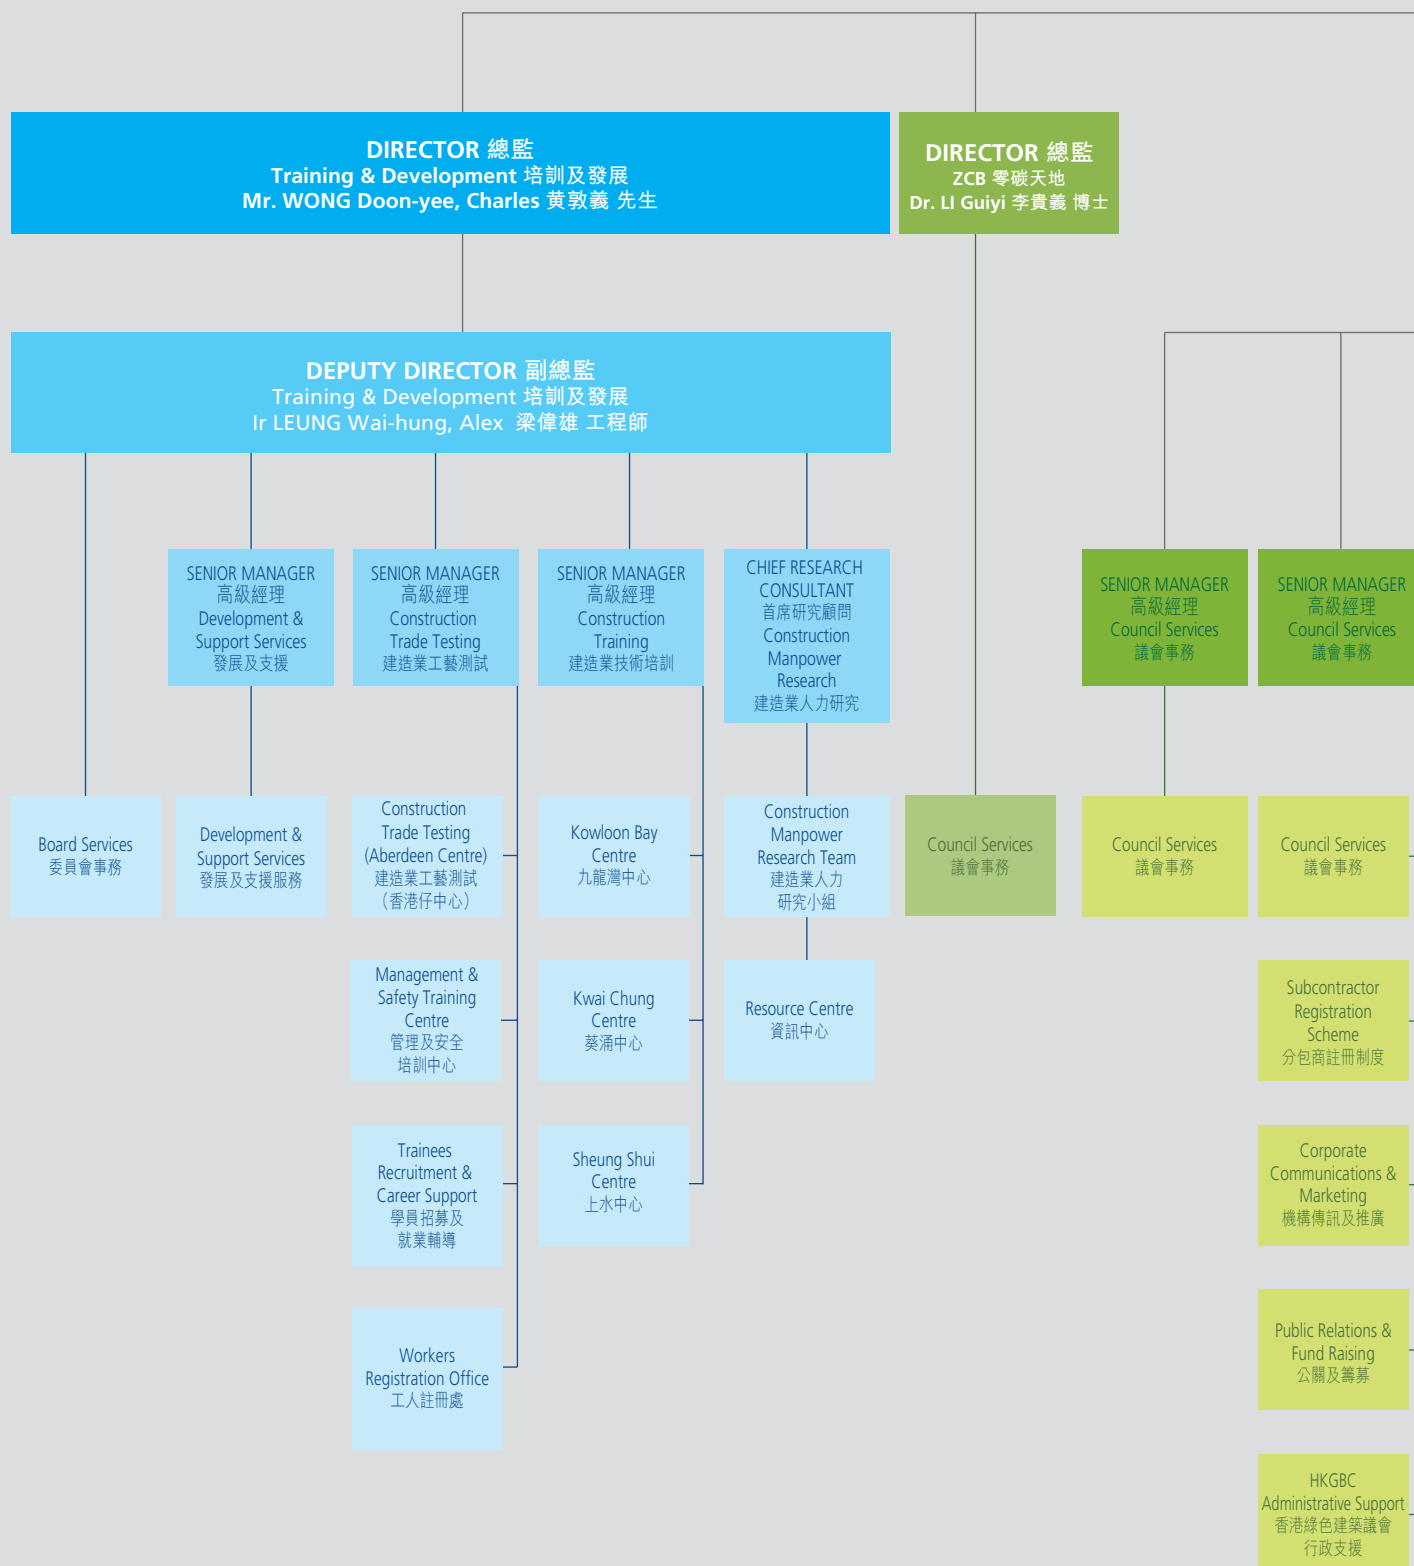 DIRECTOR 總監
Training & Development 培訓及發展
Mr. WONG Doon-yee, Charles 黄敦義 先生
DIRECTOR 總監
ZCB 零碳天地
Dr. LI Guiyi 李貴義 博士
DEPUTY DIRECTOR 副總監
Training & Development 培訓及發展
Ir LEUNG Wai-hung, Alex 梁偉雄 工程師
SENIOR MANAGER
高級經理
Development &
Support Services
發展及支援
SENIOR MANAGER
高級經理
Construction
Trade Testing
建造業工藝測試
SENIOR MANAGER
高級經理
Construction
Training
建造業技術培訓
CHIEF RESEARCH
CONSULTANT
首席研究顧問
Construction
Manpower
Research
建造業人力研究
SENIOR MANAGER
高級經理
Council Services
議會事務
SENIOR MANAGER
高級經理
Council Services
議會事務
Board Services
委員會事務
Development &
Support Services
發展及支援服務
Construction
Trade Testing
(Aberdeen Centre)
建造業工藝測試
（香港仔中心）
Kowloon Bay
Centre
九龍灣中心
Construction
Manpower
Research Team
建造業人力
研究小組
Council Services
議會事務
Council Services
議會事務
Council Services
議會事務
Management &
Safety Training
Centre
管理及安全
培訓中心
Kwai Chung
Centre
葵涌中心
Resource Centre
資訊中心
Subcontractor
Registration
Scheme
分包商註冊制度
Trainees
Recruitment &
Career Support
學員招募及
就業輔導
Sheung Shui
Centre
上水中心
Corporate
Communications &
Marketing
機構傳訊及推廣
Workers
Registration Office
工人註冊處
Public Relations &
Fund Raising
公關及籌募
HKGBC
Administrative Support
香港綠色建築議會
行政支援